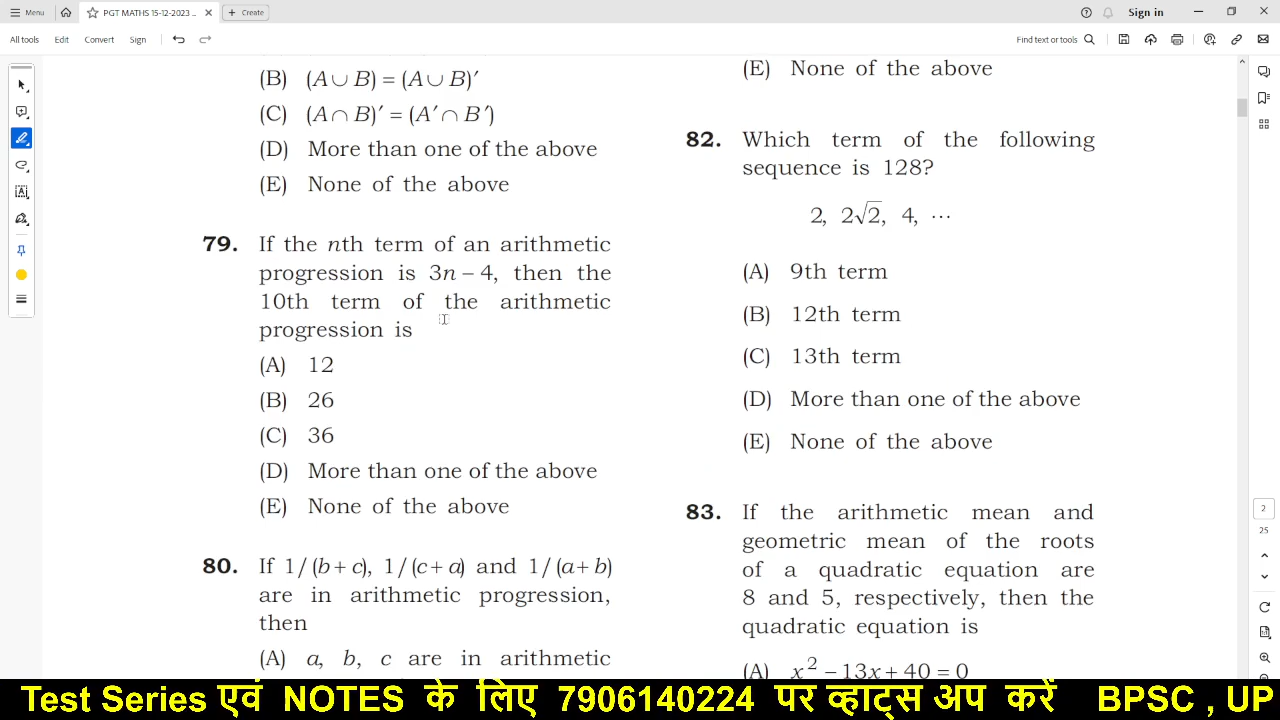 Menu
PGT MATHS 15-12-2023 ...
Create
Sign in
All tools Edit Convert Sign
Find text or tools
(B) (A ∪ B) = (A ∪ B)′
(C) (A ∩ B)′ = (A′ ∩ B′)
(D) More than one of the above
(E) None of the above
79. If the nth term of an arithmetic
progression is 3n – 4, then the
10th term of the arithmetic
progression is
(A) 12
(B) 26
(C) 36
(D) More than one of the above
(E) None of the above
80. If 1/(b + c), 1/(c + a) and 1/(a + b)
are in arithmetic progression,
then
(A) a, b, c are in arithmetic
(E) None of the above
82. Which term of the following
sequence is 128?
2, 2√2, 4, ⋯
(A) 9th term
(B) 12th term
(C) 13th term
(D) More than one of the above
(E) None of the above
83. If the arithmetic mean and
geometric mean of the roots
of a quadratic equation are
8 and 5, respectively, then the
quadratic equation is
(A) x² – 13x + 40 = 0
2
25
Test Series एवं NOTES के लिए 7906140224 पर व्हाट्स अप करें BPSC , UP